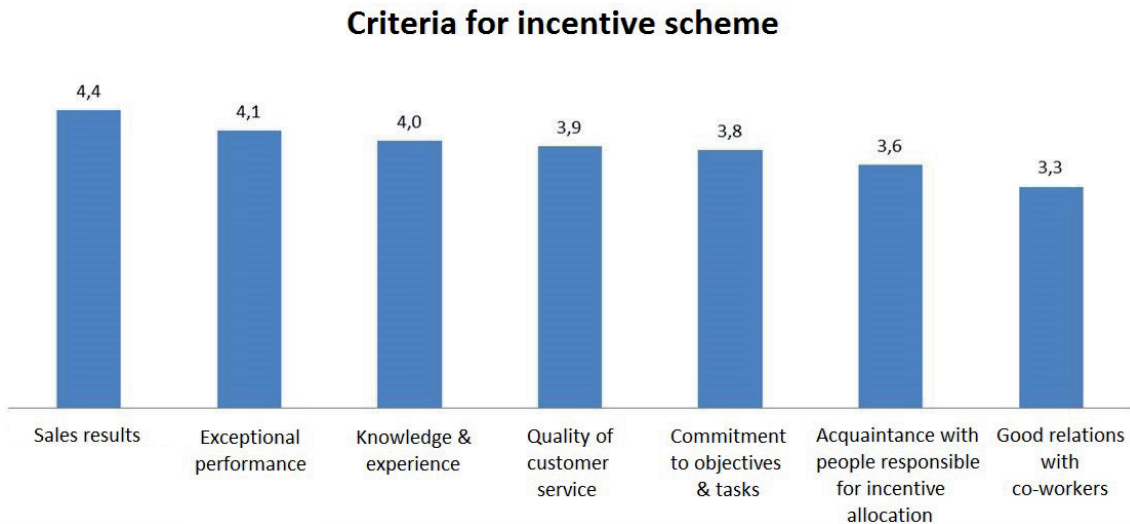 Criteria for incentive scheme
4,4
4,1
4,0
3,9
3,8
3,6
3,3
Sales results
Exceptional
performance
Knowledge &
experience
Quality of
customer
service
Commitment
to objectives
& tasks
Acquaintance with
people responsible
for incentive
allocation
Good relations
with
co-workers